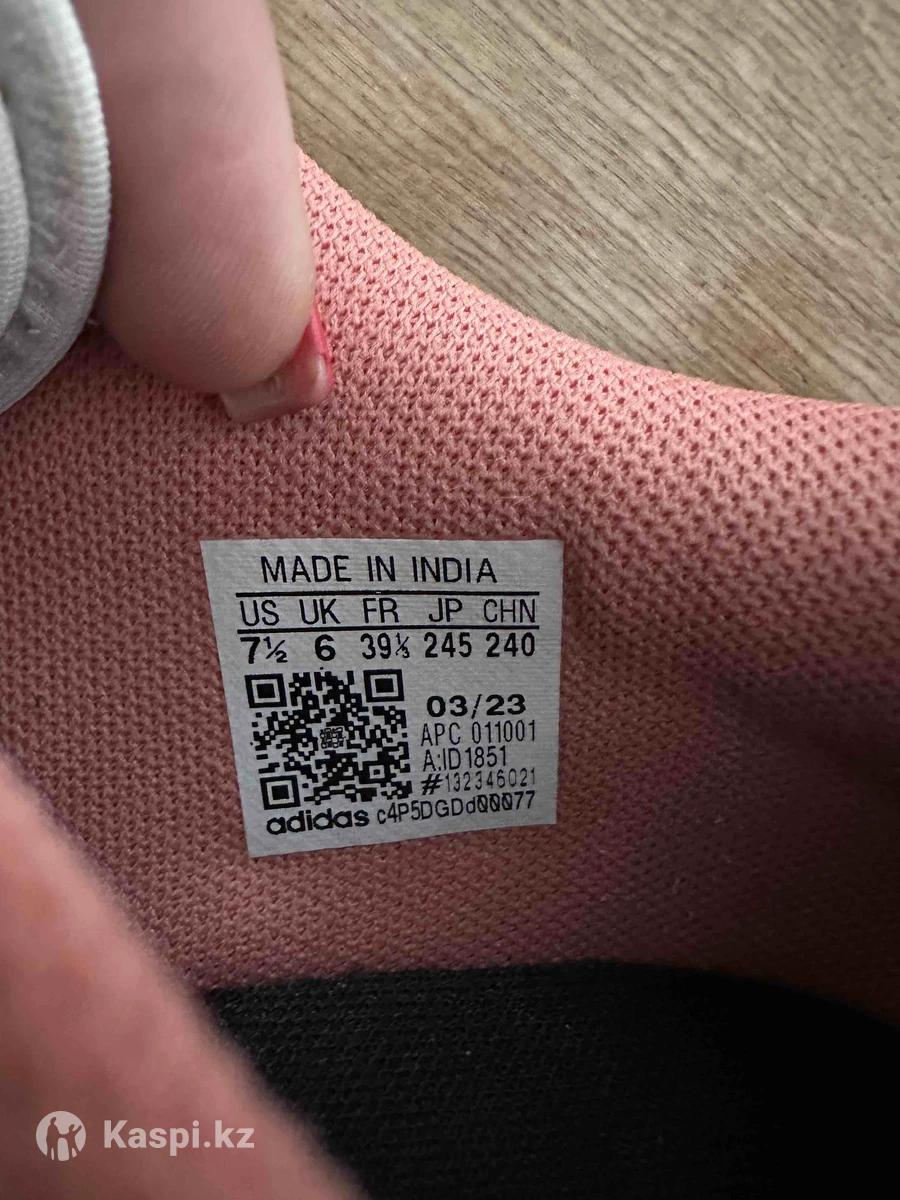 MADE IN INDIA
US UK FR JP CHN
7½ 6 39⅓ 245 240
03/23
APC 011001
A:ID1851
#132346021
adidas c4P5DGDd00077
Kaspi.kz